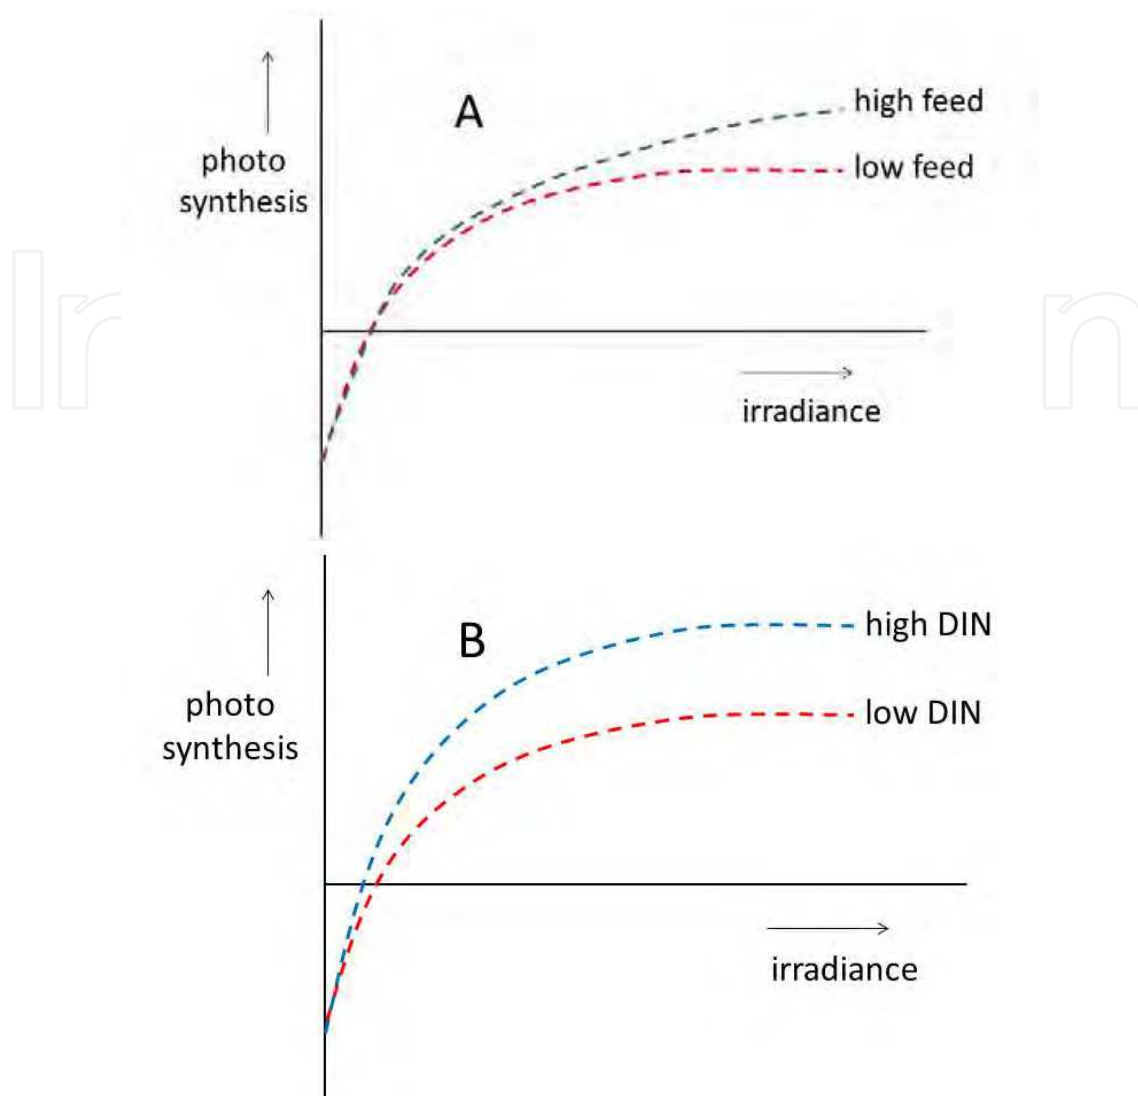 A
high feed
low feed
photo
synthesis
irradiance
B
high DIN
low DIN
photo
synthesis
irradiance